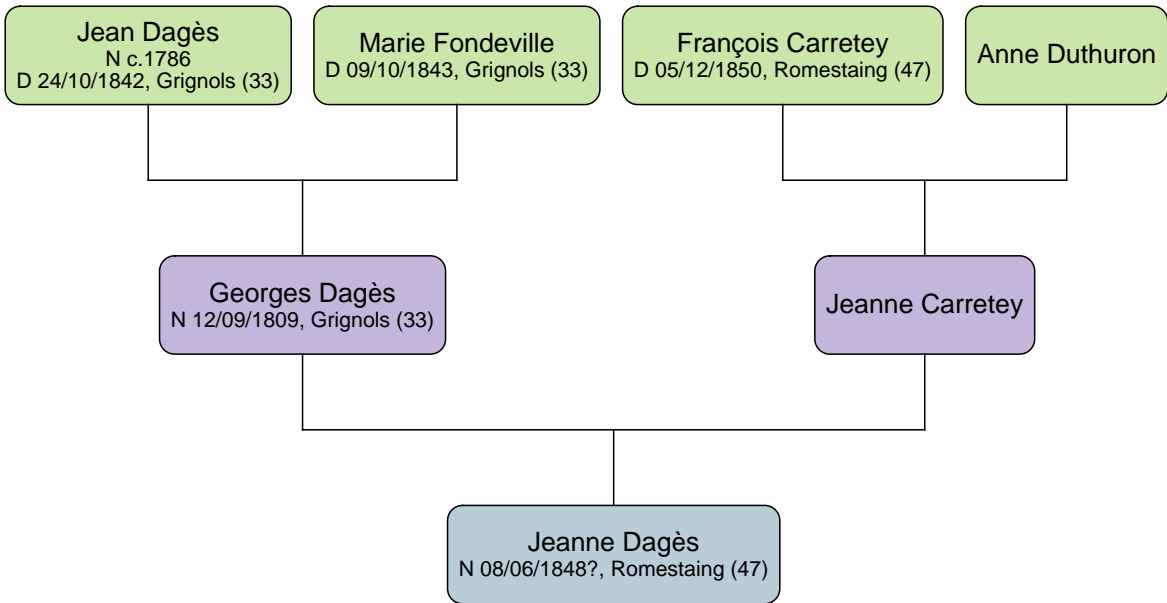 Jean Dagès
N c.1786
D 24/10/1842, Grignols (33)
Marie Fondeville
D 09/10/1843, Grignols (33)
François Carretey
D 05/12/1850, Romestaing (47)
Anne Duthuron
Georges Dagès
N 12/09/1809, Grignols (33)
Jeanne Carretey
Jeanne Dagès
N 08/06/1848?, Romestaing (47)